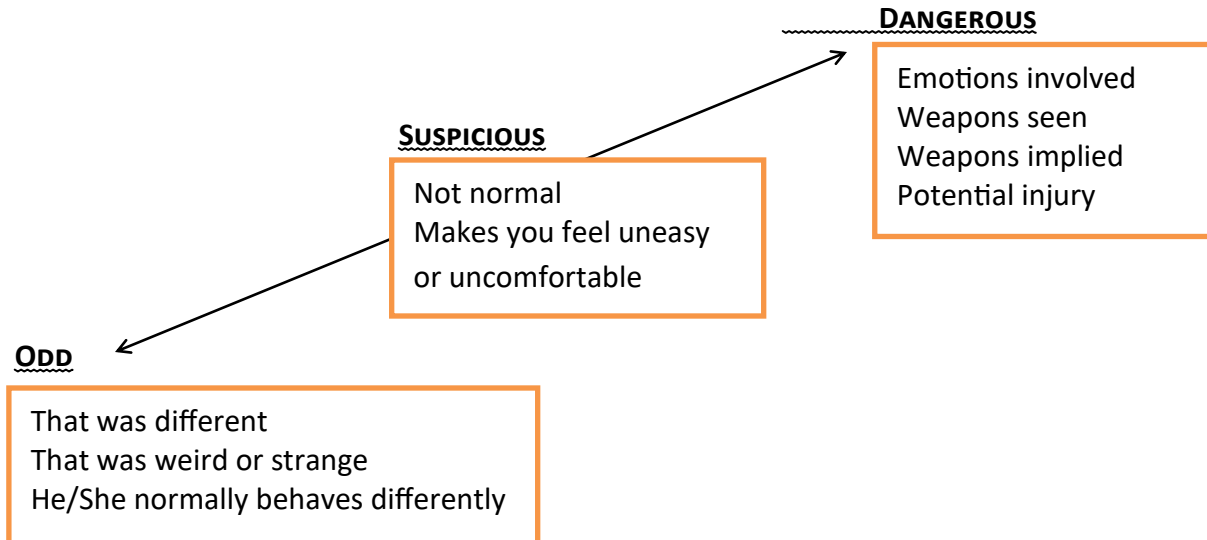 DANGEROUS
Emotions involved
Weapons seen
Weapons implied
Potential injury
SUSPICIOUS
Not normal
Makes you feel uneasy
or uncomfortable
ODD
That was different
That was weird or strange
He/She normally behaves differently